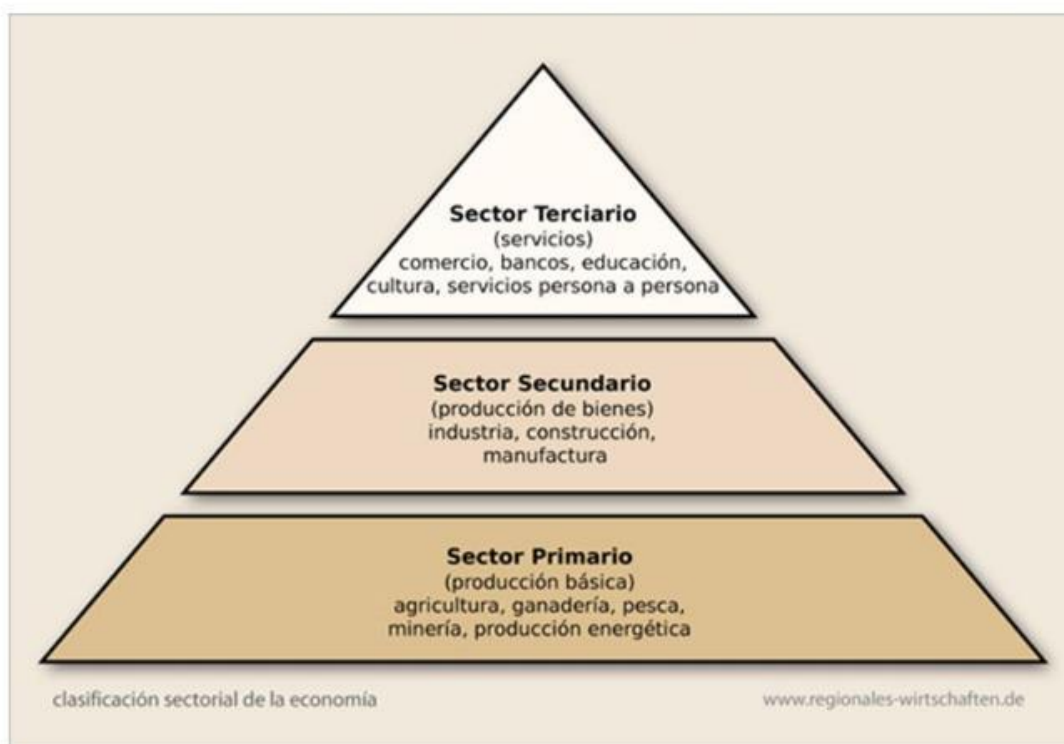 Sector Terciario
(servicios)
comercio, bancos, educación,
cultura, servicios persona a persona
Sector Secundario
(producción de bienes)
industria, construcción,
manufactura
Sector Primario
(producción básica)
agricultura, ganadería, pesca,
minería, producción energética
clasificación sectorial de la economía
www.regionales-wirtschaften.de